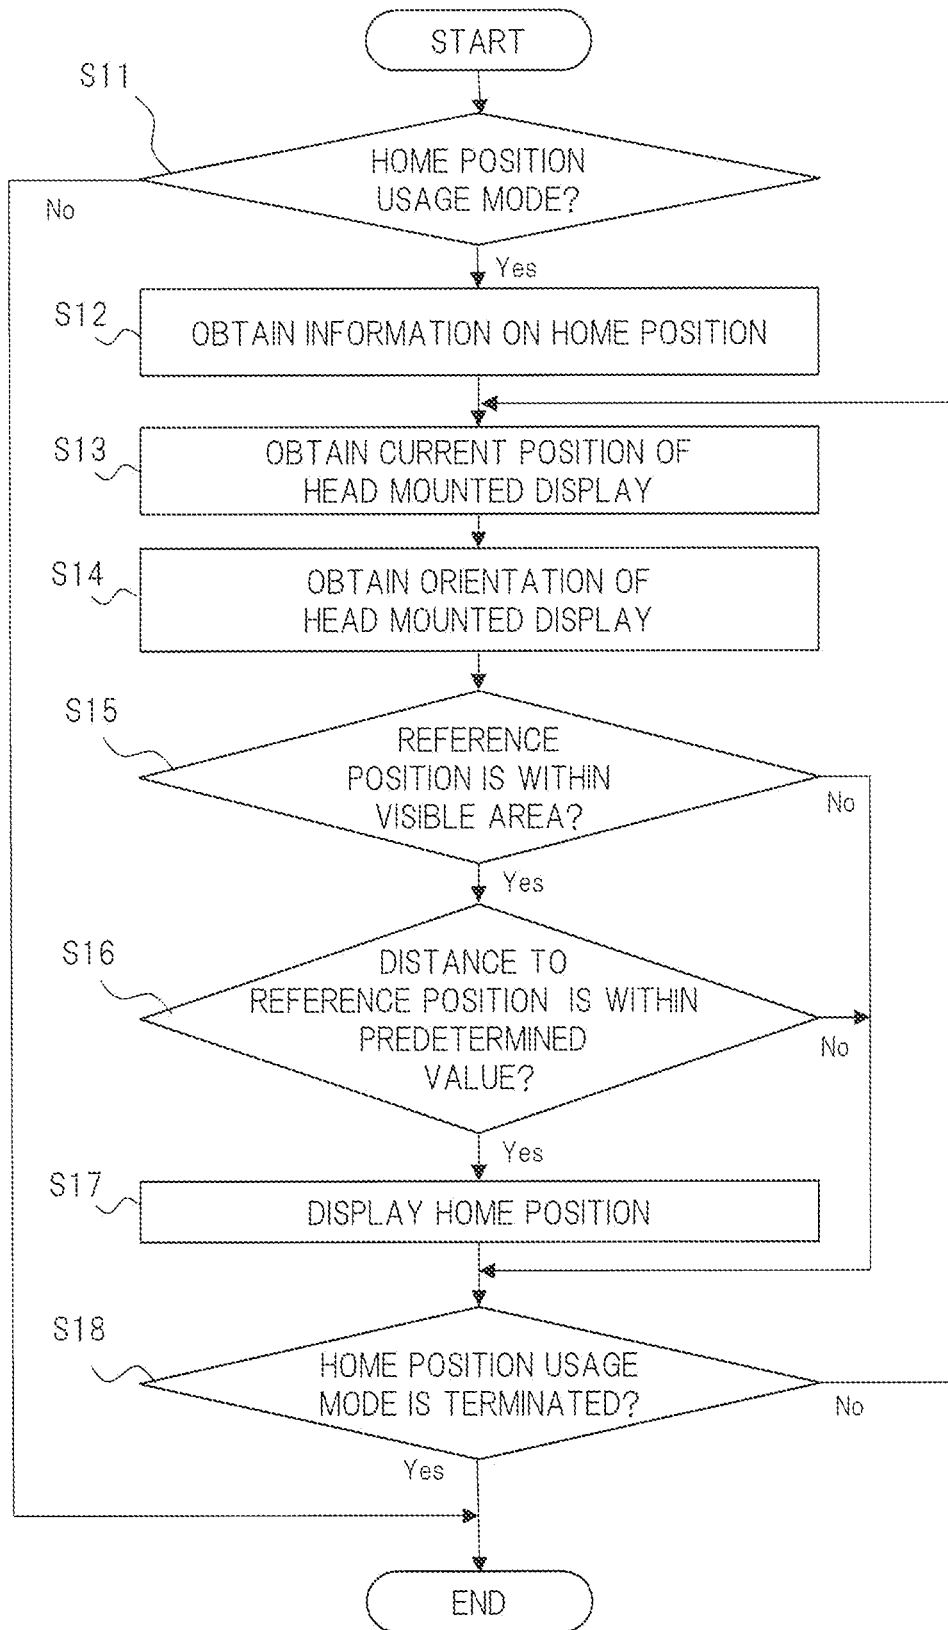 START
S11
HOME POSITION
USAGE MODE?
No
Yes
S12
OBTAIN INFORMATION ON HOME POSITION
S13
OBTAIN CURRENT POSITION OF
HEAD MOUNTED DISPLAY
S14
OBTAIN ORIENTATION OF
HEAD MOUNTED DISPLAY
S15
REFERENCE
POSITION IS WITHIN
VISIBLE AREA?
No
Yes
S16
DISTANCE TO
REFERENCE POSITION IS WITHIN
PREDETERMINED
VALUE?
No
Yes
S17
DISPLAY HOME POSITION
S18
HOME POSITION USAGE
MODE IS TERMINATED?
No
Yes
END